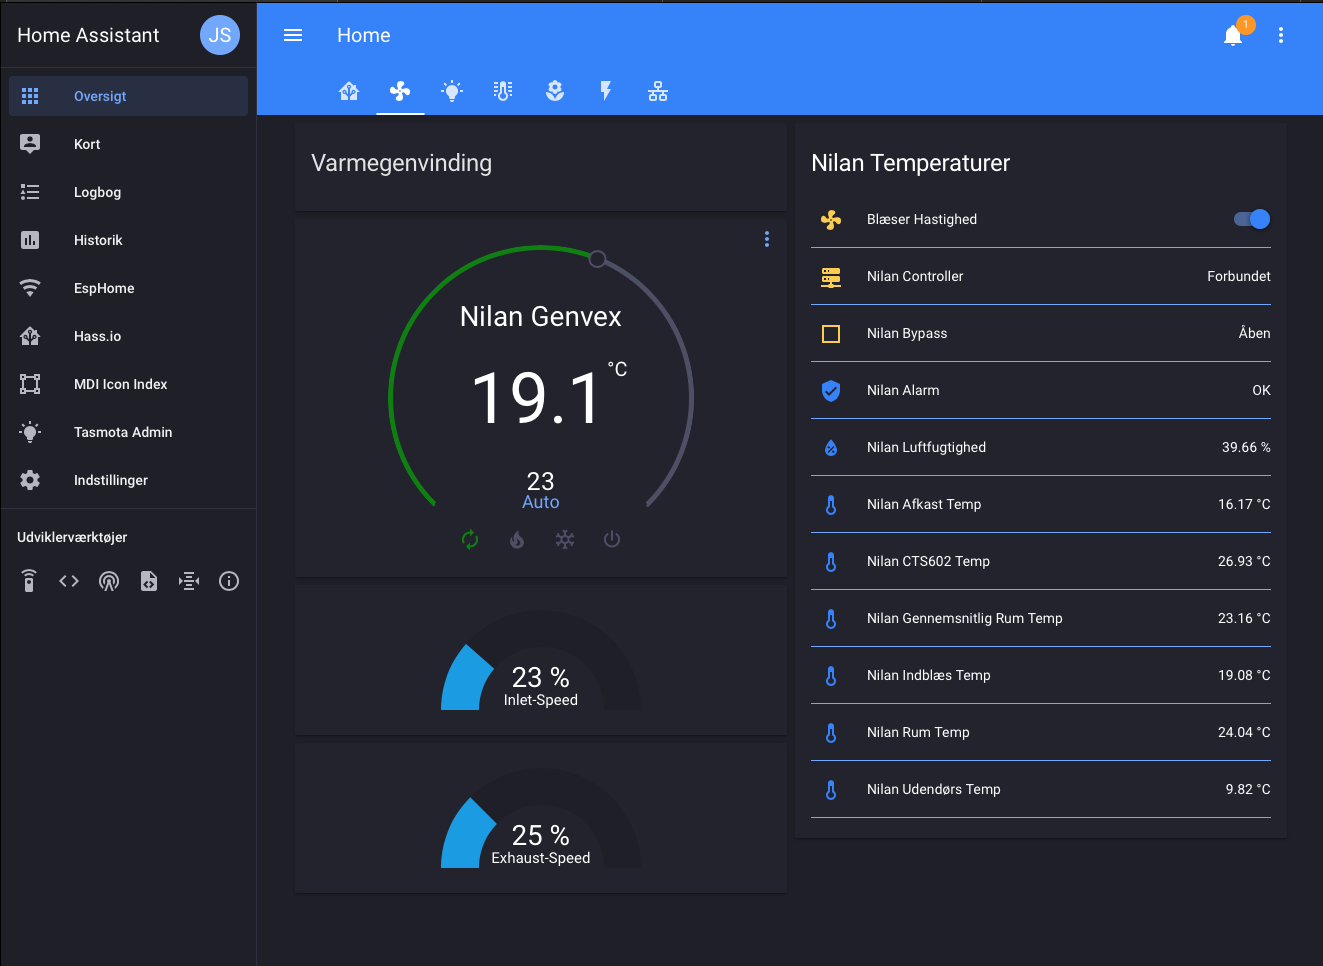 Home Assistant
JS
Oversigt
Kort
Logbog
Historik
EspHome
Hass.io
MDI Icon Index
Tasmota Admin
Indstillinger
Udviklerværktøjer
Home
1
Varmegenvinding
Nilan Genvex
19.1 °C
23
Auto
23 %
Inlet-Speed
25 %
Exhaust-Speed
Nilan Temperaturer
Blæser Hastighed
Nilan Controller Forbundet
Nilan Bypass Åben
Nilan Alarm OK
Nilan Luftfugtighed 39.66 %
Nilan Afkast Temp 16.17 °C
Nilan CTS602 Temp 26.93 °C
Nilan Gennemsnitlig Rum Temp 23.16 °C
Nilan Indblæs Temp 19.08 °C
Nilan Rum Temp 24.04 °C
Nilan Udendørs Temp 9.82 °C